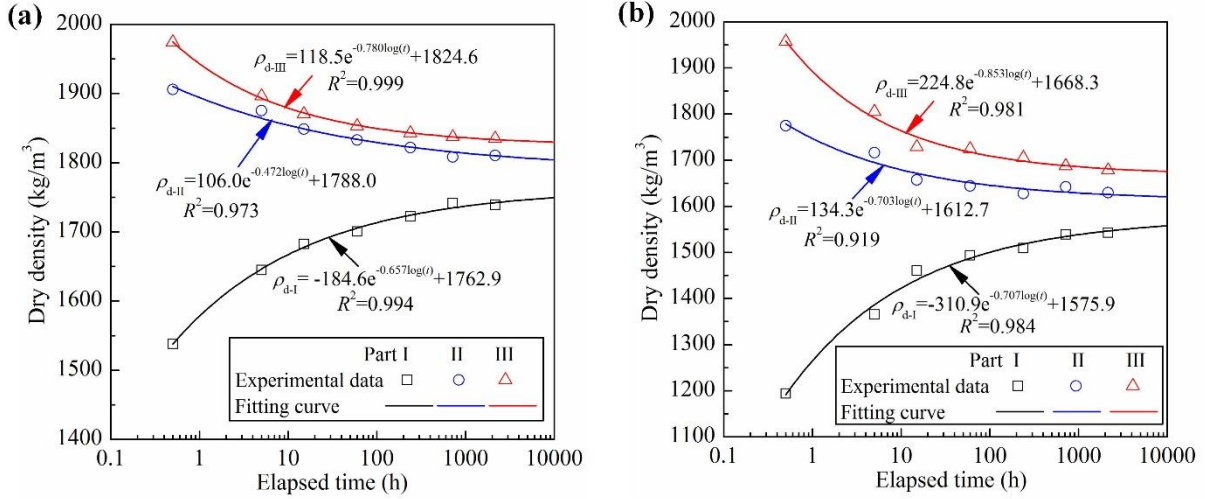 (a)
2000
1900
1800
1700
1600
1500
1400
Dry density (kg/m³)
ρd-III=118.5e^-0.780log(t)+1824.6
R²=0.999
ρd-II=106.0e^-0.472log(t)+1788.0
R²=0.973
ρd-I= -184.6e^-0.657log(t)+1762.9
R²=0.994
Part I II III
Experimental data
Fitting curve
0.1 1 10 100 1000 10000
Elapsed time (h)
(b)
2000
1900
1800
1700
1600
1500
1400
1300
1200
1100
Dry density (kg/m³)
ρd-III=224.8e^-0.853log(t)+1668.3
R²=0.981
ρd-II=134.3e^-0.703log(t)+1612.7
R²=0.919
ρd-I=-310.9e^-0.707log(t)+1575.9
R²=0.984
Part I II III
Experimental data
Fitting curve
0.1 1 10 100 1000 10000
Elapsed time (h)